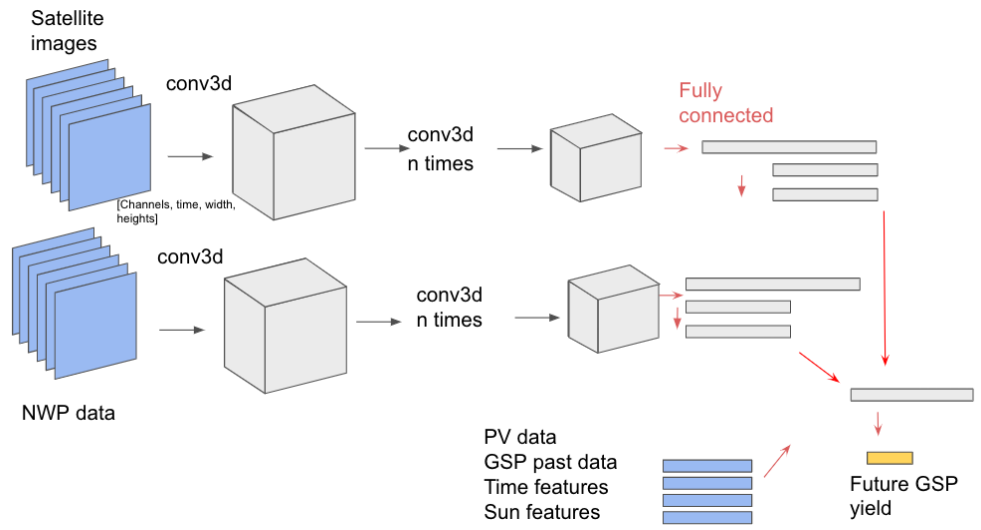 Satellite
images
conv3d
conv3d
n times
Fully
connected
[Channels, time, width,
heights]
conv3d
conv3d
n times
NWP data
PV data
GSP past data
Time features
Sun features
Future GSP
yield